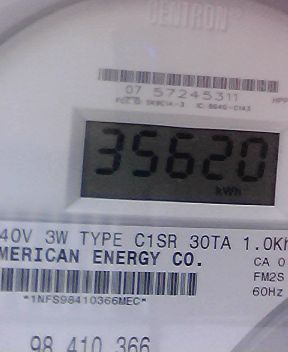 CENTRON®
07 57245311
35620
kWh
40V 3W TYPE C1SR 30TA 1.0Kh
MERICAN ENERGY CO.
CA 0
FM2S
60Hz
*1NFS98410366MEC*
98 410 366